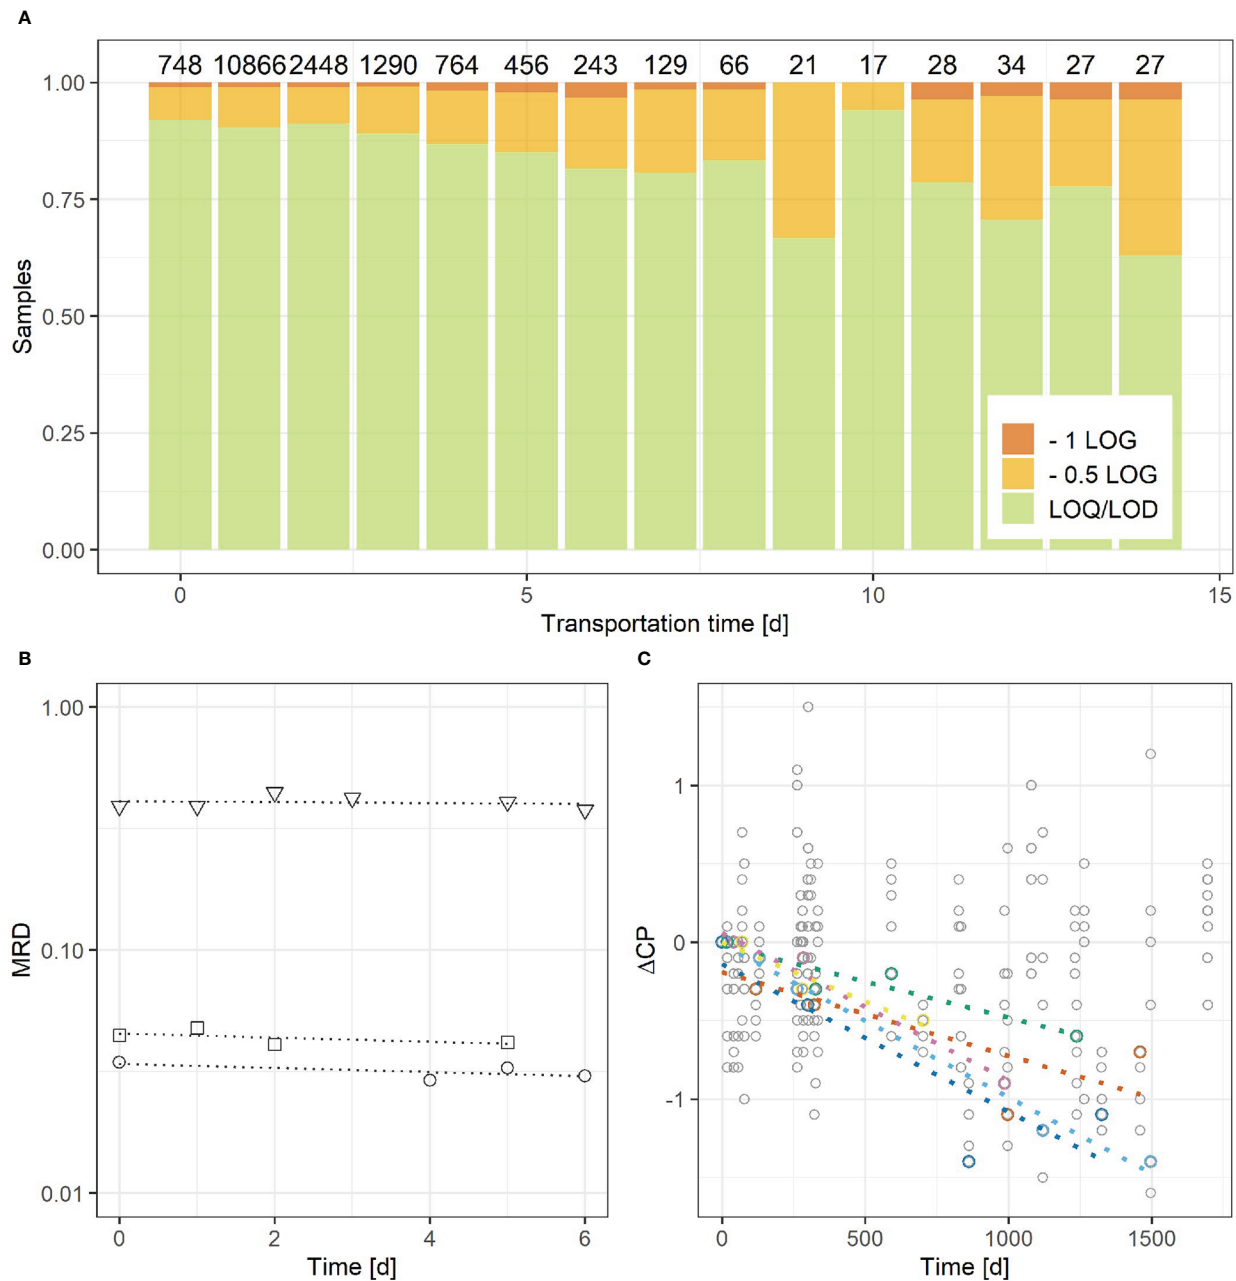 A
748 10866 2448 1290 764 456 243 129 66 21 17 28 34 27 27
1.00
0.75
0.50
0.25
0.00
Samples
- 1 LOG
- 0.5 LOG
LOQ/LOD
0 5 10 15
Transportation time [d]
B
1.00
0.10
0.01
MRD
0 2 4 6
Time [d]
C
1
0
-1
ΔCP
0 500 1000 1500
Time [d]